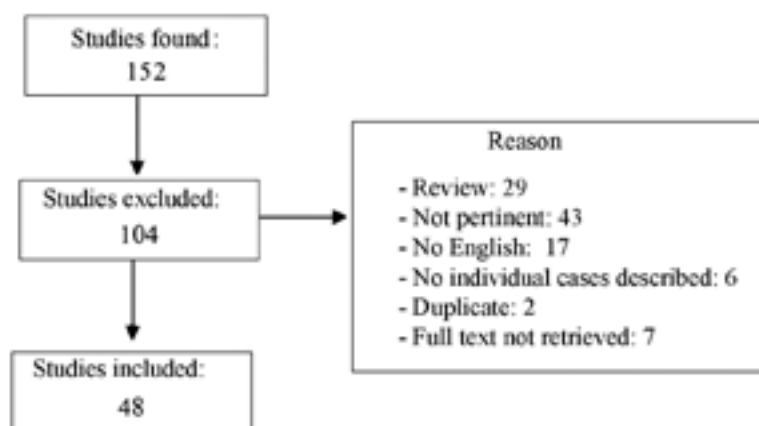 Studies found:
152
Studies excluded:
104
Studies included:
48
Reason
- Review: 29
- Not pertinent: 43
- No English: 17
- No individual cases described: 6
- Duplicate: 2
- Full text not retrieved: 7